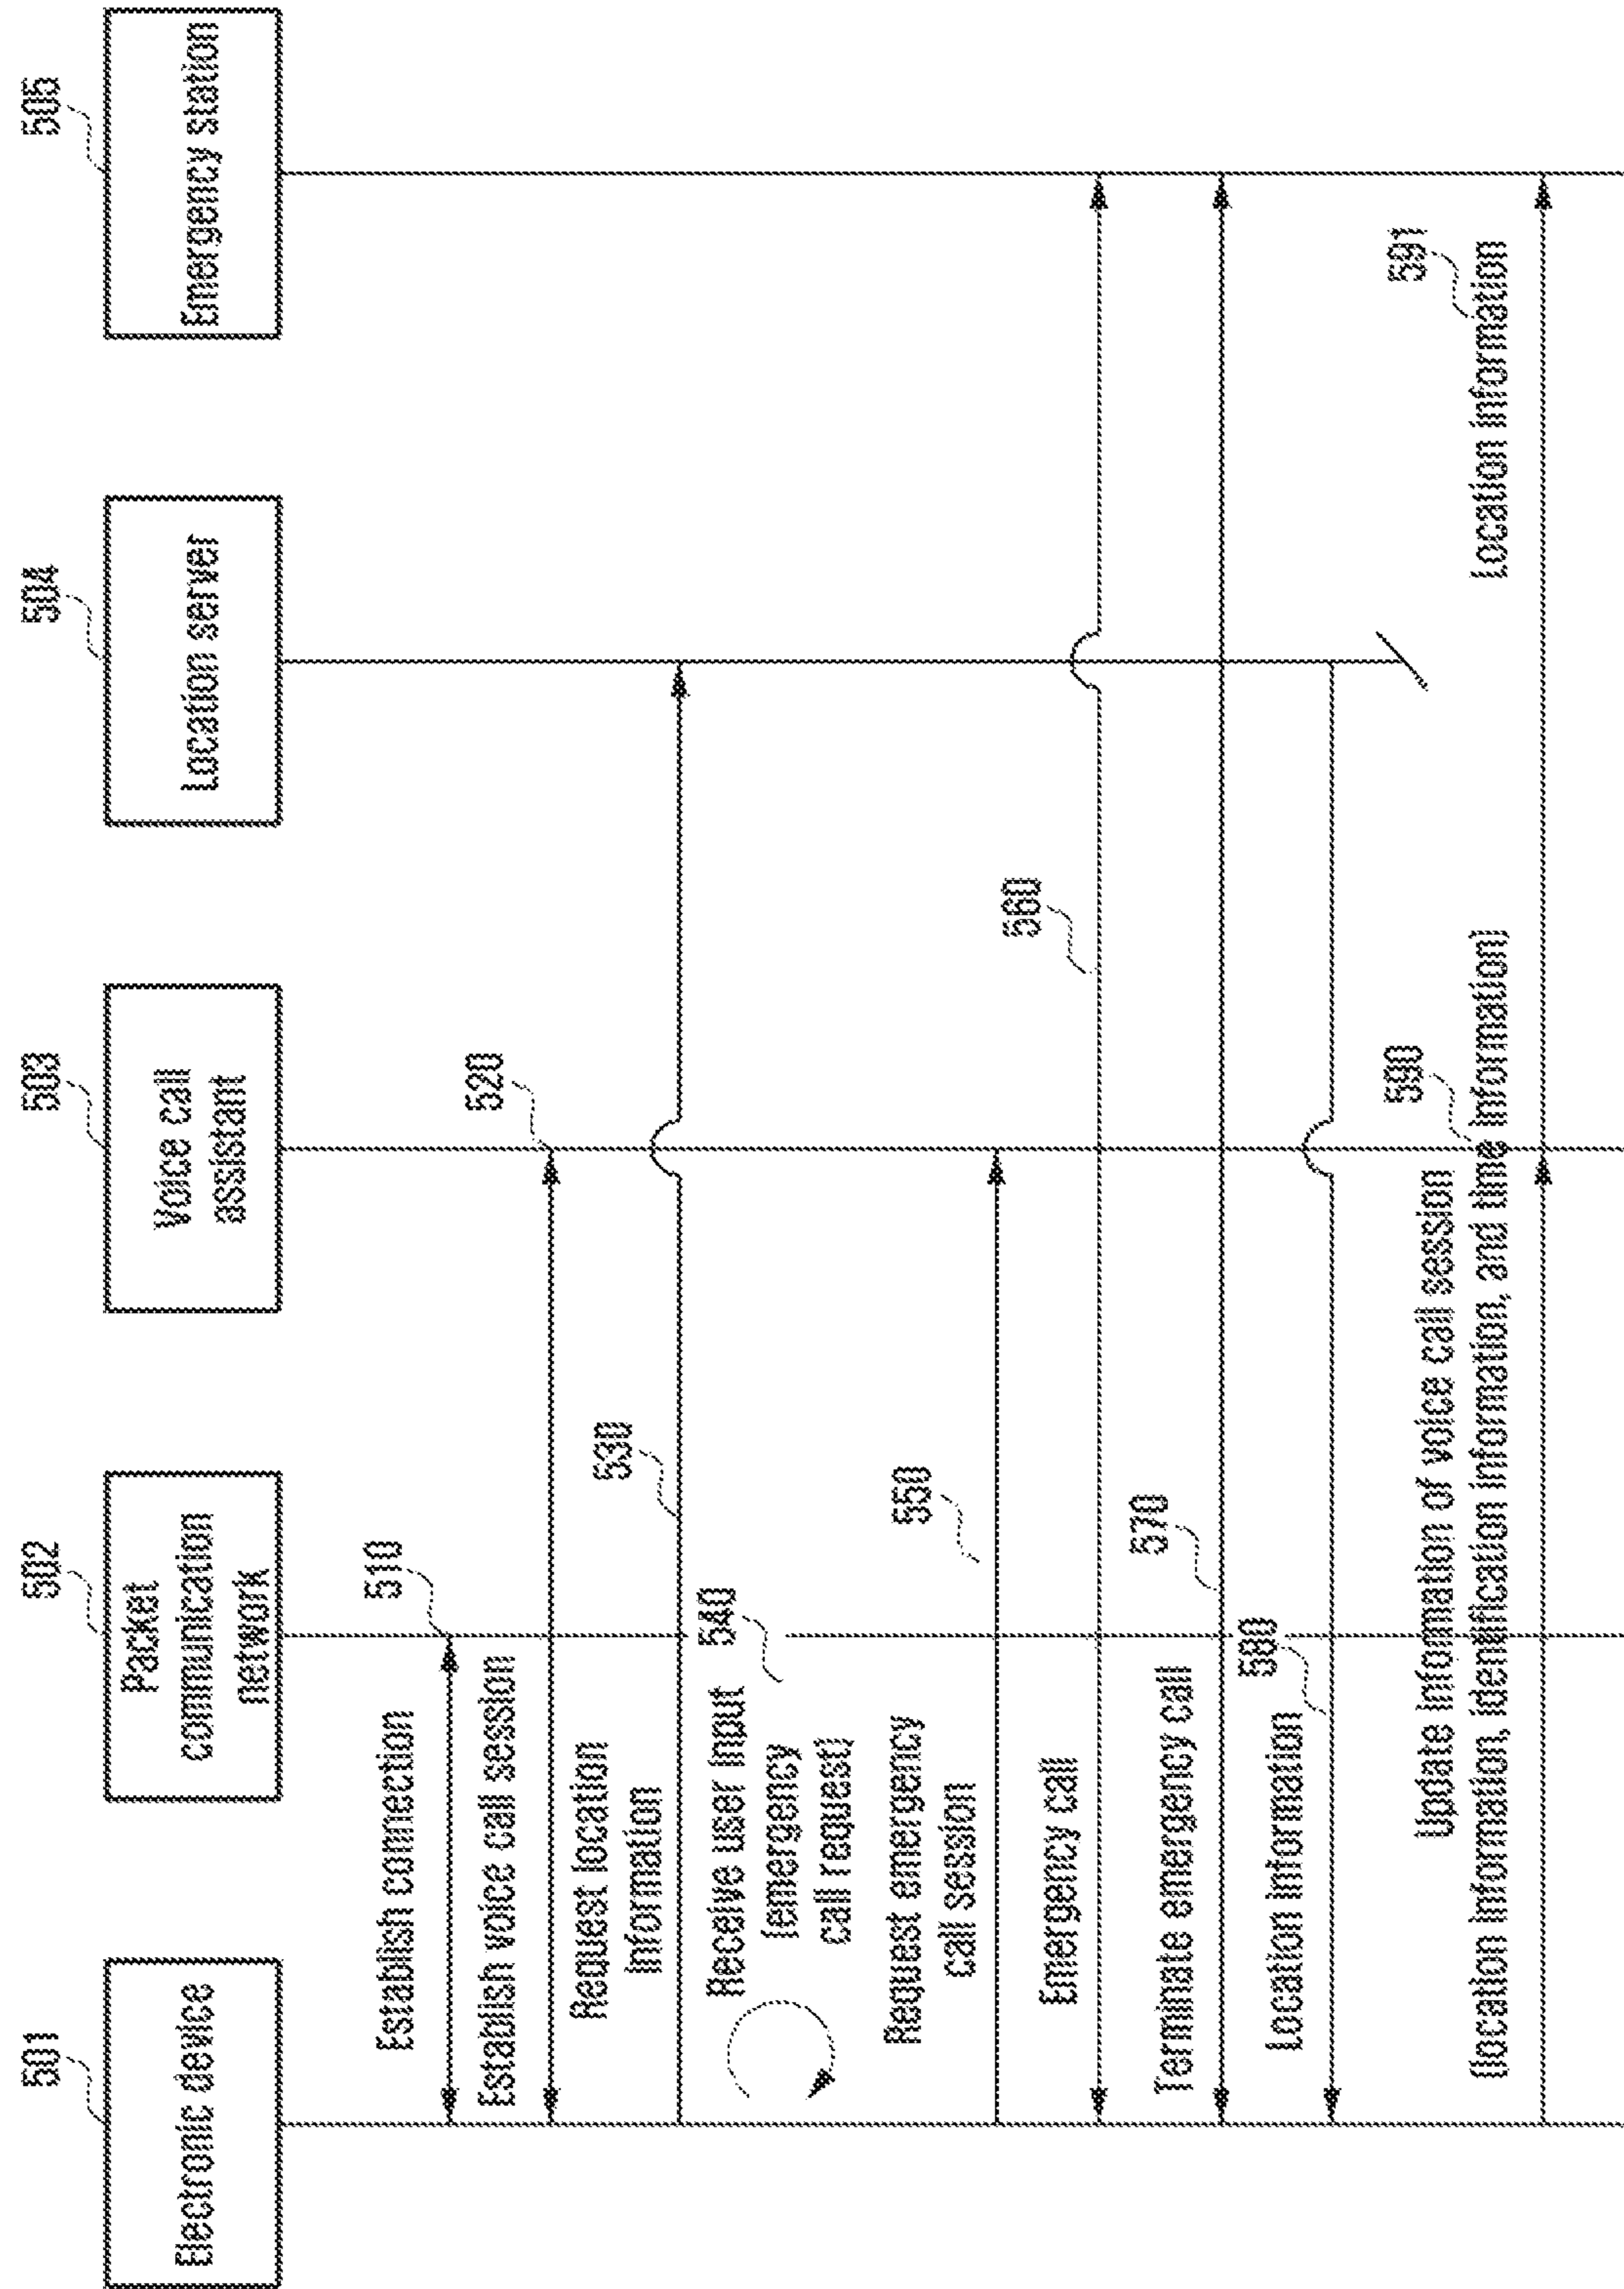 501
Electronic device
502
Packet
communication
network
503
Voice call
assistant
504
Location server
505
Emergency station
Establish connection
510
Establish voice call session
520
Request location
information
530
Receive user input
(emergency
call request)
540
Request emergency
call session
550
Emergency call
560
Terminate emergency call
570
Location information
580
Update information of voice call session
(location information, identification information, and time information)
590
Location information
591